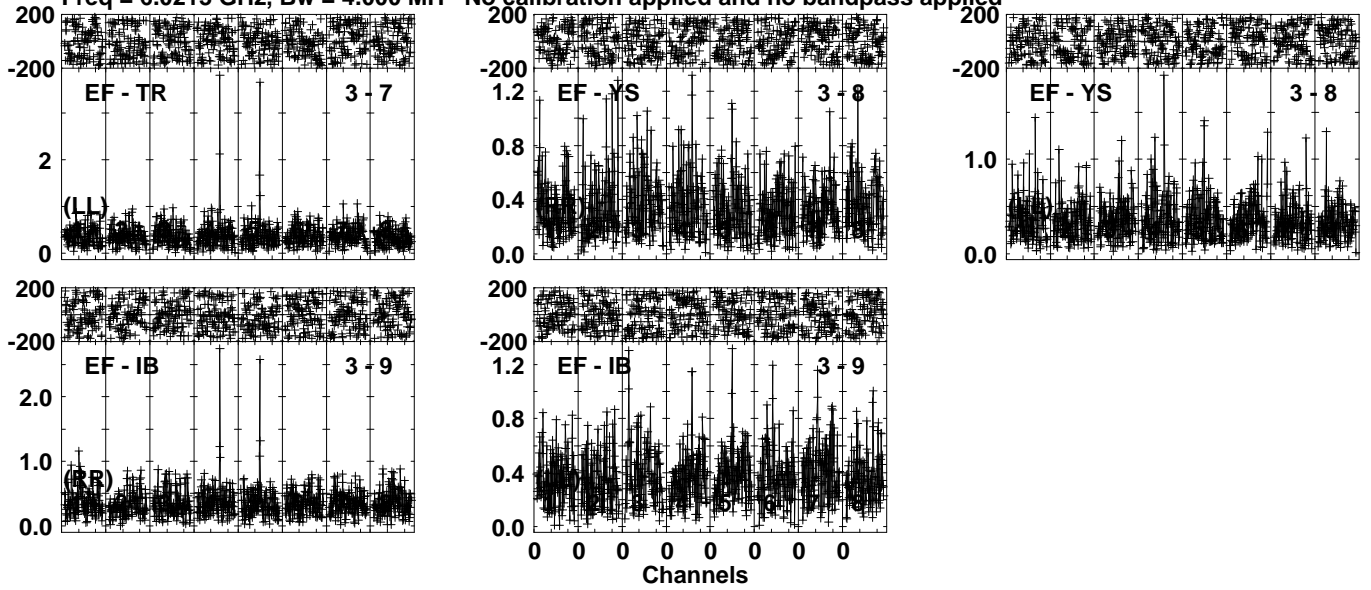 Freq = 6.0213 GHz, Bw = 4.000 MH No calibration applied and no bandpass applied
200
-200
EF - TR 3 - 7
2
(LL)
0
200
-200
1.2
EF - YS 3 - 8
0.8
0.4
0.0
200
-200
EF - YS 3 - 8
1.0
0.0
200
-200
EF - IB 3 - 9
2.0
1.0
(RR)
0.0
200
-200
1.2
EF - IB 3 - 9
0.8
0.4
0.0
0 0 0 0 0 0 0 0
Channels